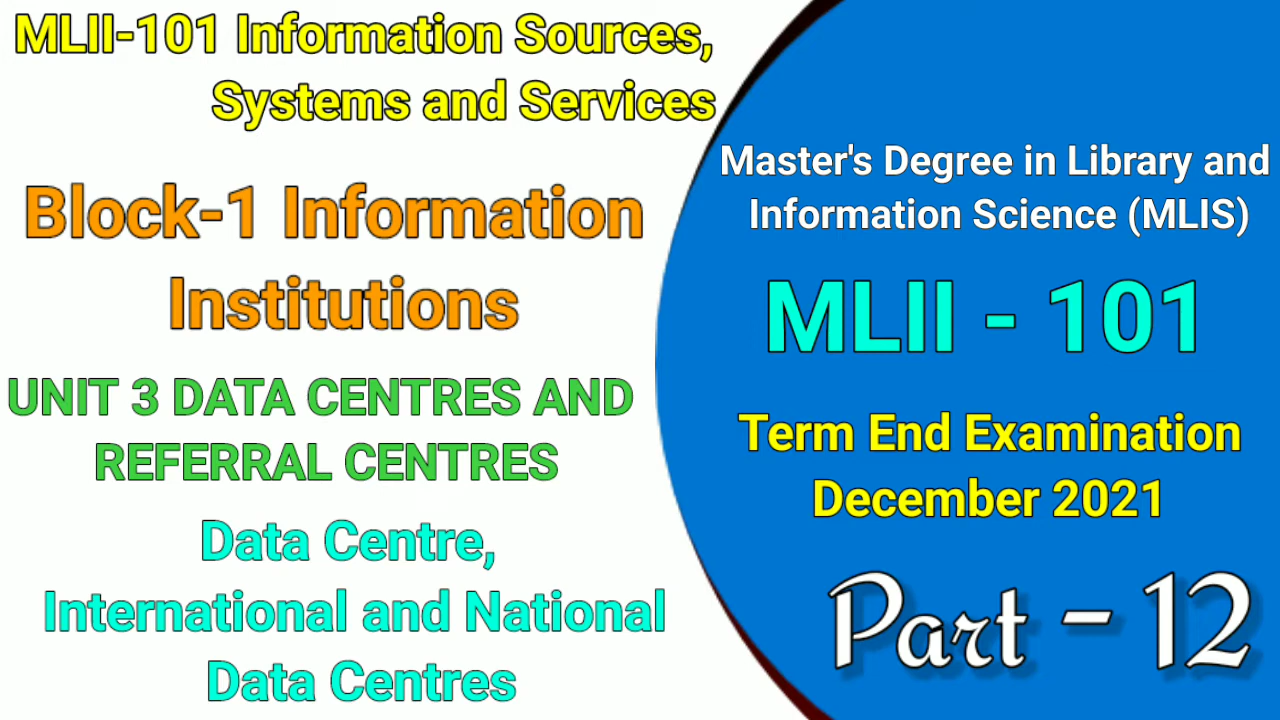 MLII-101 Information Sources,
Systems and Services
Block-1 Information
Institutions
UNIT 3 DATA CENTRES AND
REFERRAL CENTRES
Data Centre,
International and National
Data Centres
Master's Degree in Library and
Information Science (MLIS)
MLII - 101
Term End Examination
December 2021
Part - 12